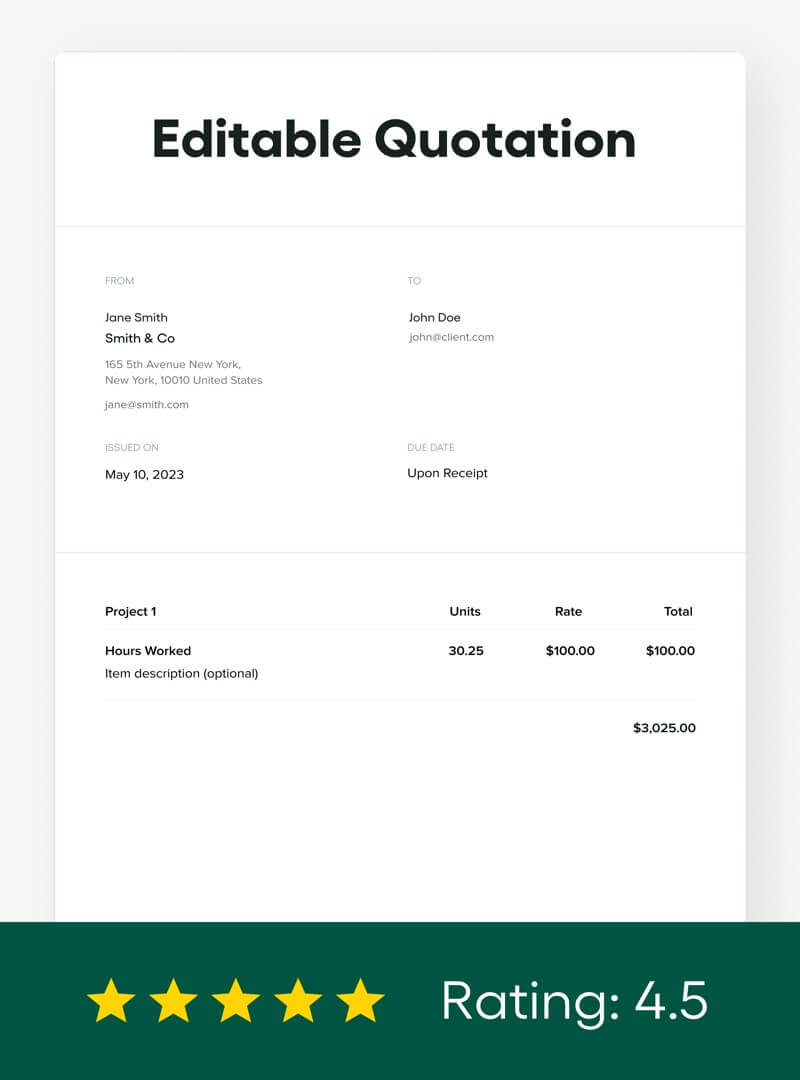 Editable Quotation
FROM
TO
Jane Smith
John Doe
Smith & Co
john@client.com
165 5th Avenue New York,
New York, 10010 United States
jane@smith.com
ISSUED ON
DUE DATE
May 10, 2023
Upon Receipt
Project 1 Units Rate Total
Hours Worked 30.25 $100.00 $100.00
Item description (optional)
$3,025.00
Rating: 4.5